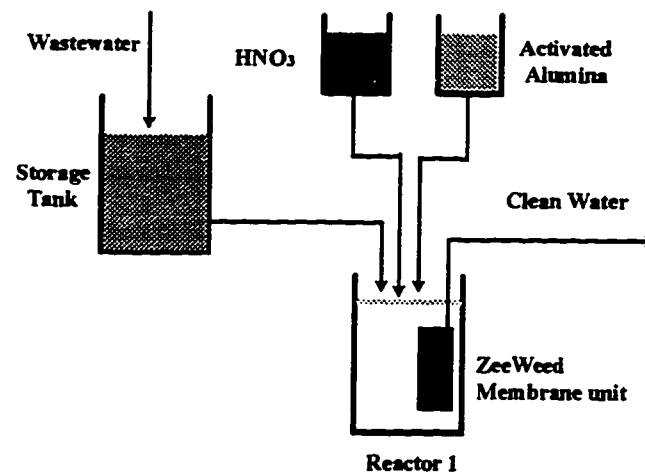 Wastewater
HNO₃
Activated
Alumina
Storage
Tank
Clean Water
ZeeWeed
Membrane unit
Reactor 1